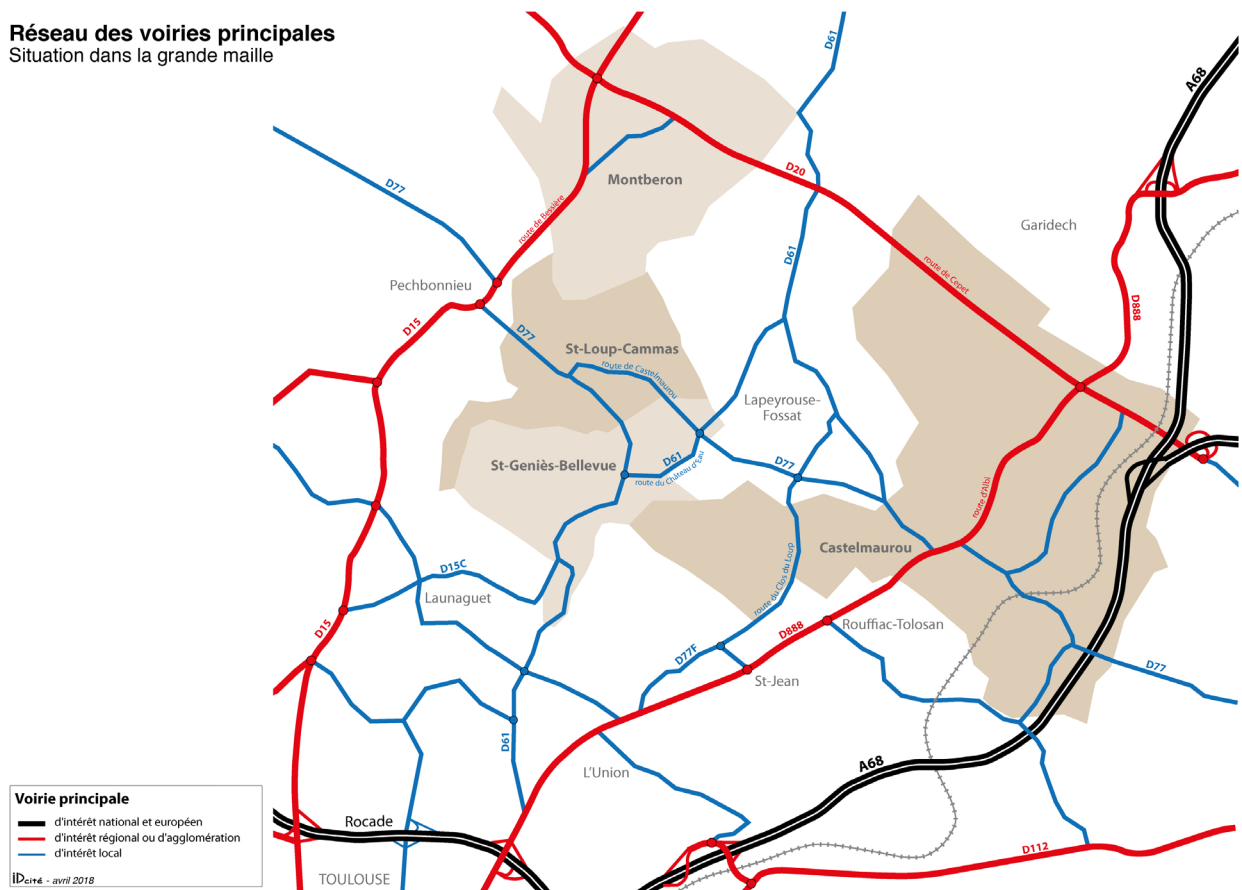 Réseau des voiries principales
Situation dans la grande maille
D61
A68
D77
Montberon
D20
route de Bessière
Garidech
D61
route de Cepet
Pechbonnieu
D888
D15
D77
St-Loup-Cammas
route de Castelmaurou
Lapeyrouse-
Fossat
St-Geniès-Bellevue
D61
route du Château d'Eau
D77
route d'Albi
Castelmaurou
D15C
Launaguet
route du Clos du Loup
D15
D888
Rouffiac-Tolosan
D77F
St-Jean
D77
D61
L'Union
A68
Voirie principale
d'intérêt national et européen
d'intérêt régional ou d'agglomération
d'intérêt local
Rocade
D112
TOULOUSE
iDcité - avril 2018